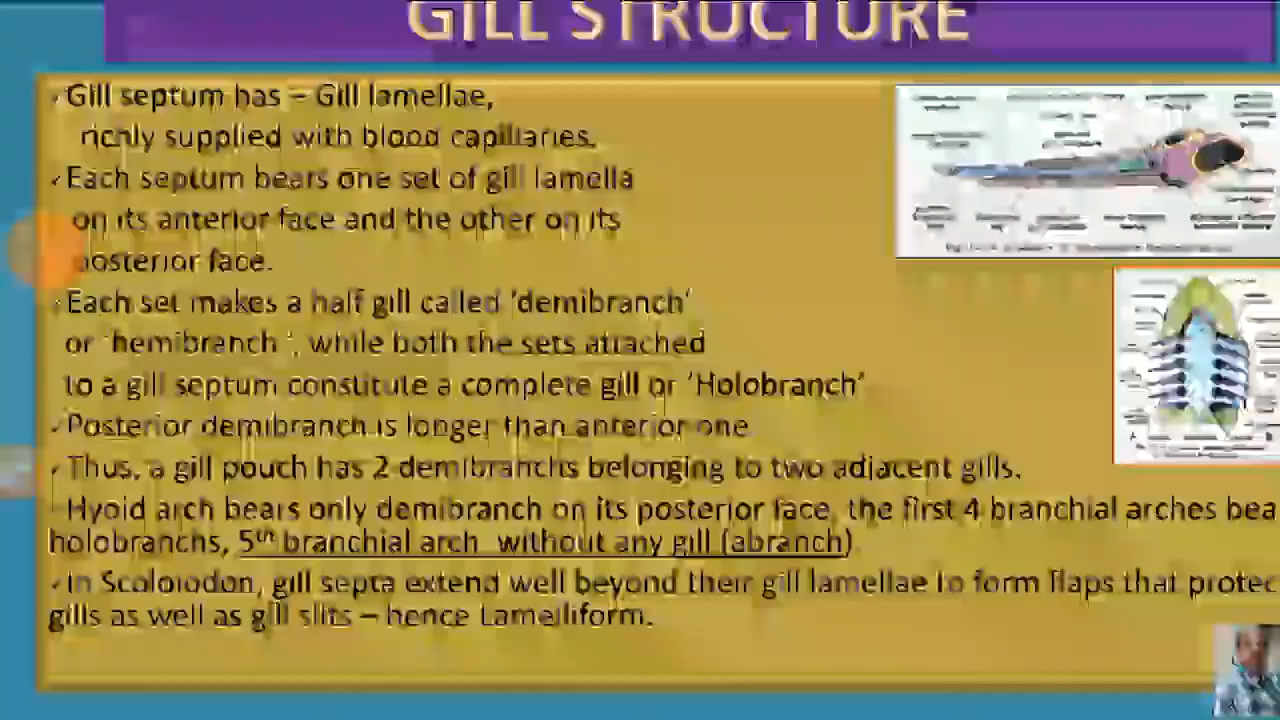 GILL STRUCTURE
Gill septum has – Gill lamellae,
richly supplied with blood capillaries.
Each septum bears one set of gill lamella
on its anterior face and the other on its
posterior face.
Each set makes a half gill called 'demibranch'
or 'hemibranch ', while both the sets attached
to a gill septum constitute a complete gill or 'Holobranch'
Posterior demibranch is longer than anterior one
Thus, a gill pouch has 2 demibranchs belonging to two adjacent gills.
Hyoid arch bears only demibranch on its posterior face, the first 4 branchial arches bea
holobranchs, 5th branchial arch without any gill (abranch)
In Scoloiodon, gill septa extend well beyond their gill lamellae to form flaps that protec
gills as well as gill slits – hence Lamelliform.